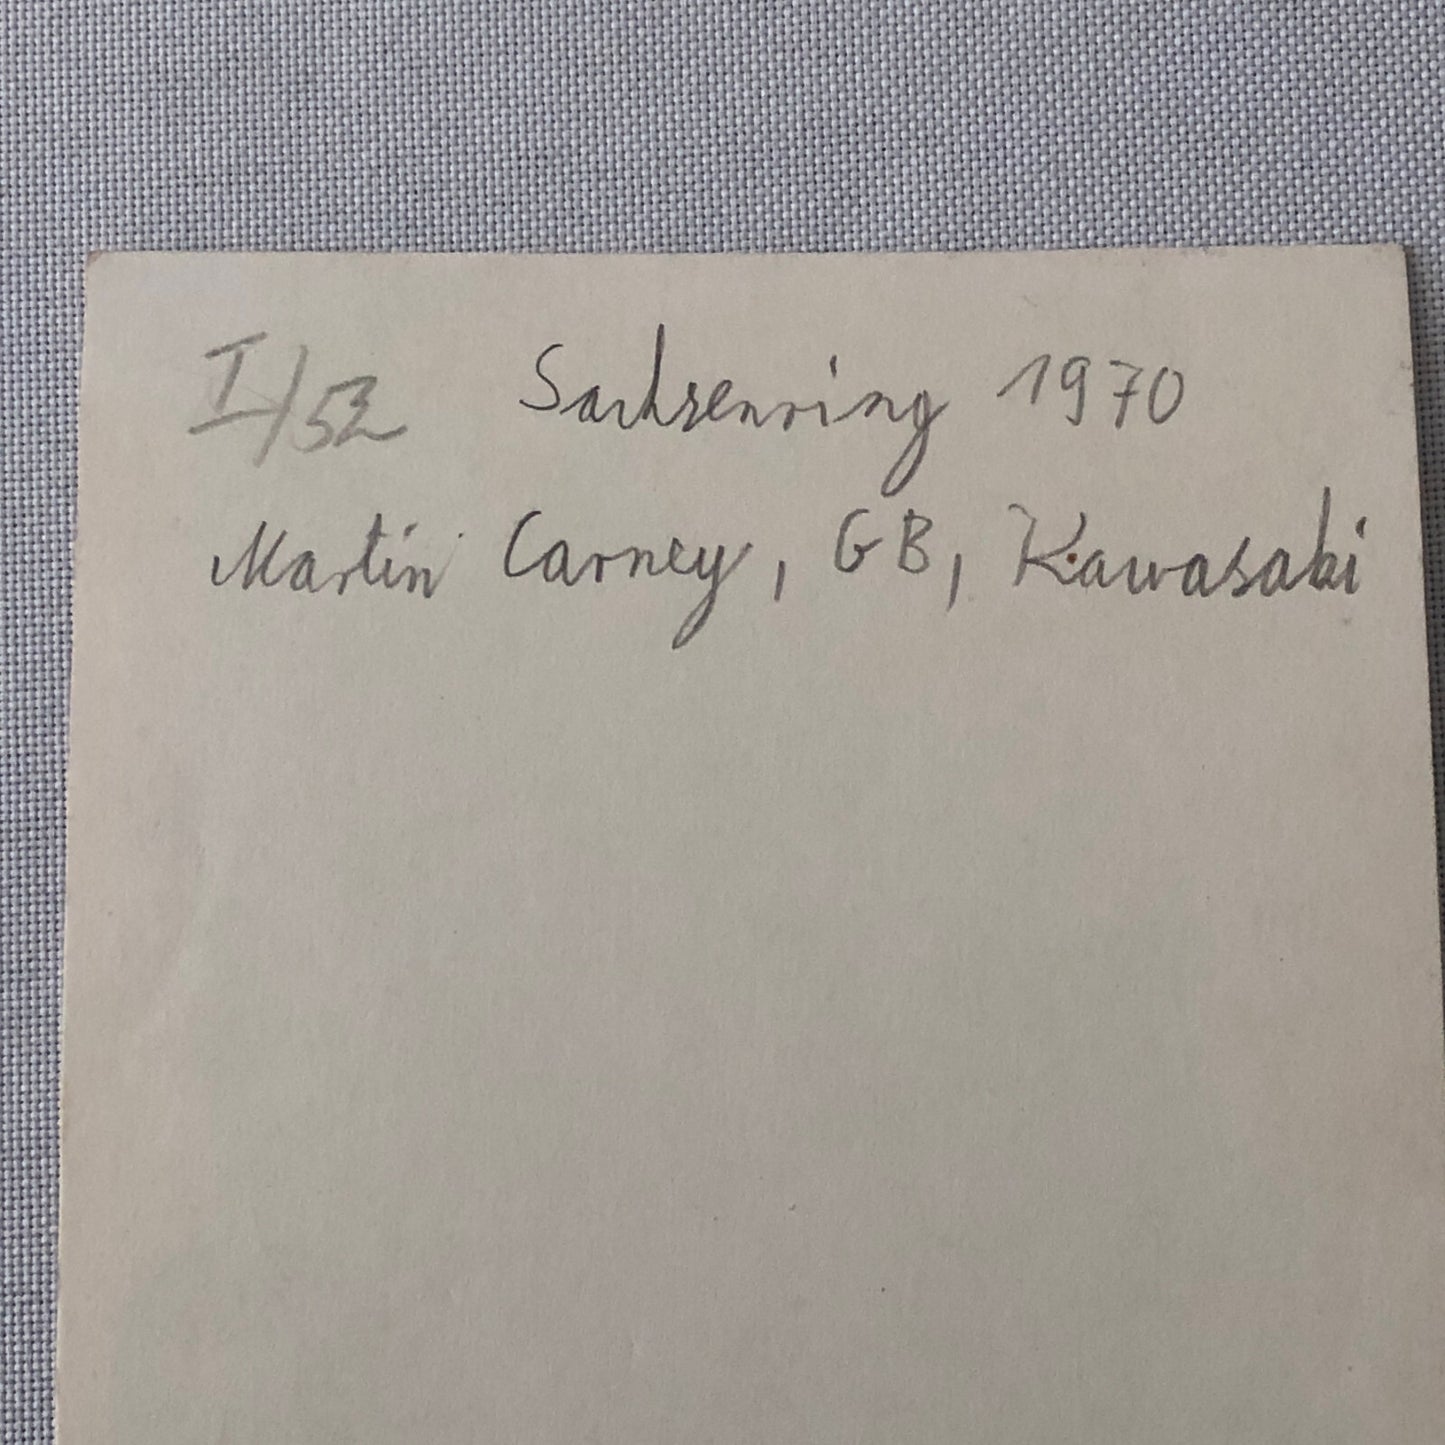 I/52 Sachsenring 1970
Martin Carney, GB, Kawasaki